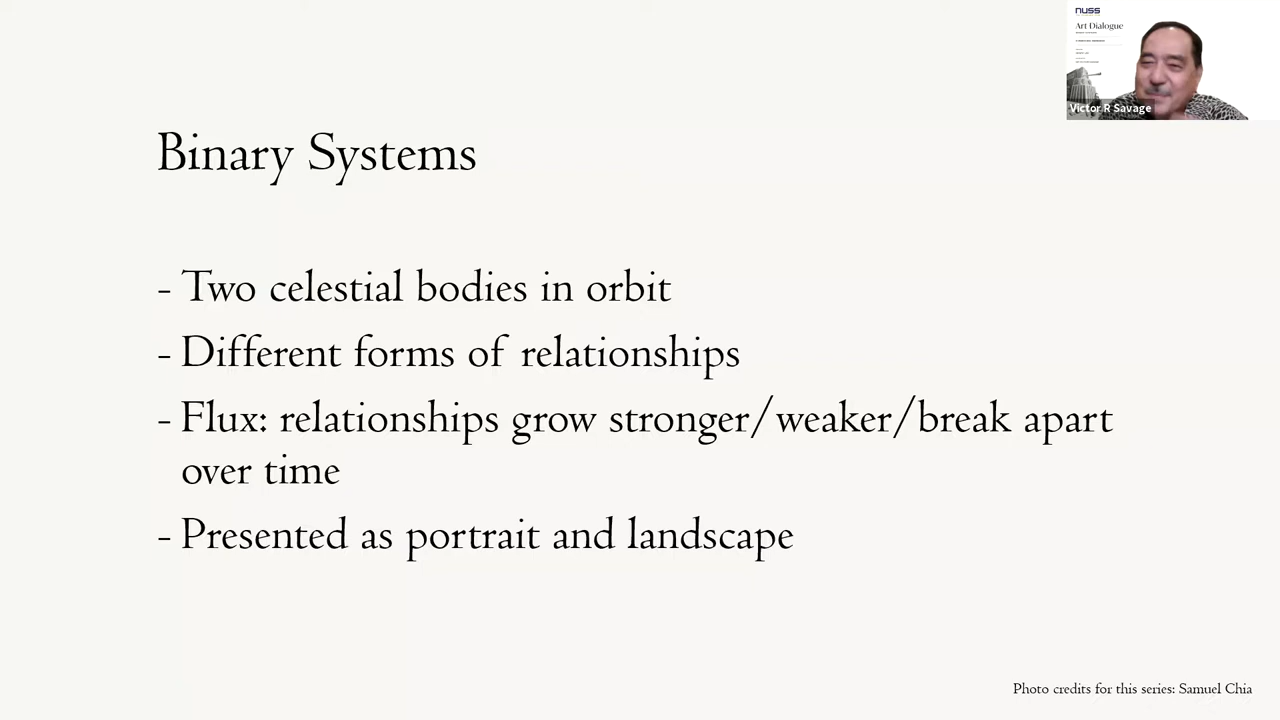 nuss
Art Dialogue
Victor R Savage
Binary Systems
- Two celestial bodies in orbit
- Different forms of relationships
- Flux: relationships grow stronger/weaker/break apart
over time
- Presented as portrait and landscape
Photo credits for this series: Samuel Chia